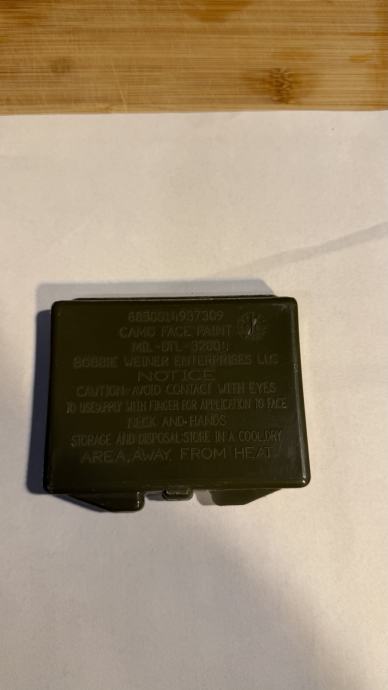 6850014937309
CAMO FACE PAINT
MIL-DTL-32001
BOBBIE WEINER ENTERPRISES LLC
NOTICE
CAUTION-AVOID CONTACT WITH EYES
TO USE:APPLY WITH FINGER FOR APPLICATION TO FACE
NECK AND HANDS
STORAGE AND DISPOSAL:STORE IN A COOL,DRY
AREA,AWAY FROM HEAT.